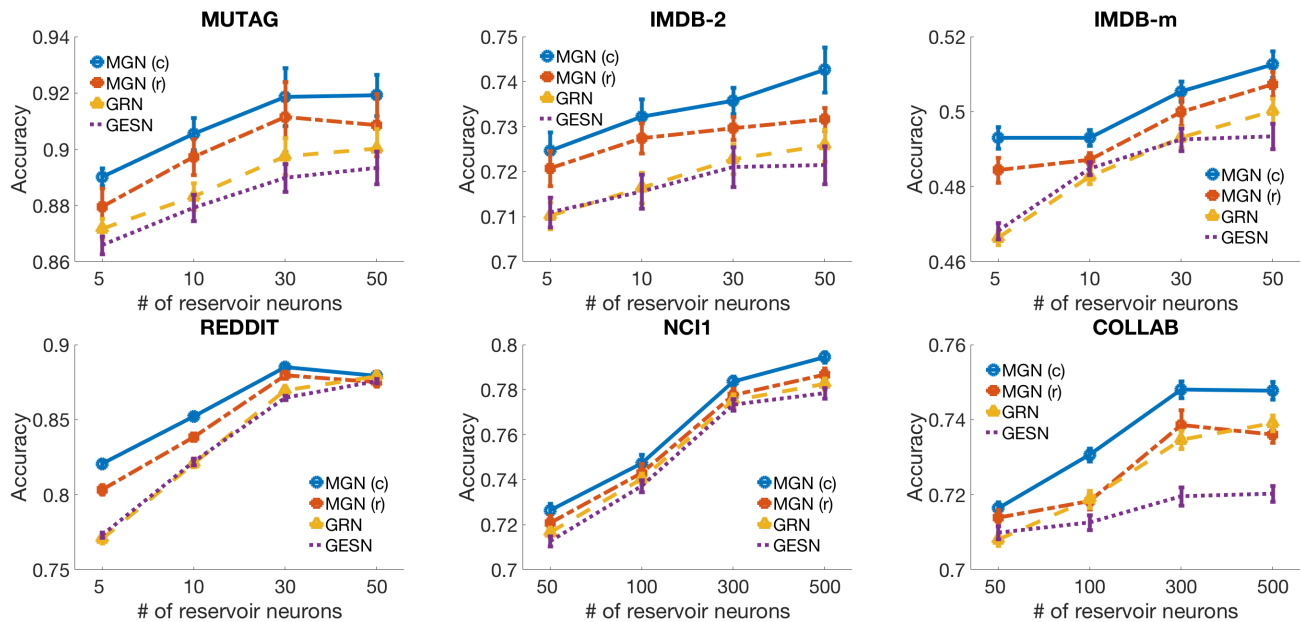 MUTAG
0.94
0.92
0.9
0.88
0.86
Accuracy
MGN (c)
MGN (r)
GRN
GESN
5 10 30 50
# of reservoir neurons
IMDB-2
0.75
0.74
0.73
0.72
0.71
0.7
Accuracy
MGN (c)
MGN (r)
GRN
GESN
5 10 30 50
# of reservoir neurons
IMDB-m
0.52
0.5
0.48
0.46
Accuracy
MGN (c)
MGN (r)
GRN
GESN
5 10 30 50
# of reservoir neurons
REDDIT
0.9
0.85
0.8
0.75
Accuracy
MGN (c)
MGN (r)
GRN
GESN
5 10 30 50
# of reservoir neurons
NCI1
0.8
0.78
0.76
0.74
0.72
0.7
Accuracy
MGN (c)
MGN (r)
GRN
GESN
50 100 300 500
# of reservoir neurons
COLLAB
0.76
0.74
0.72
0.7
Accuracy
MGN (c)
MGN (r)
GRN
GESN
50 100 300 500
# of reservoir neurons